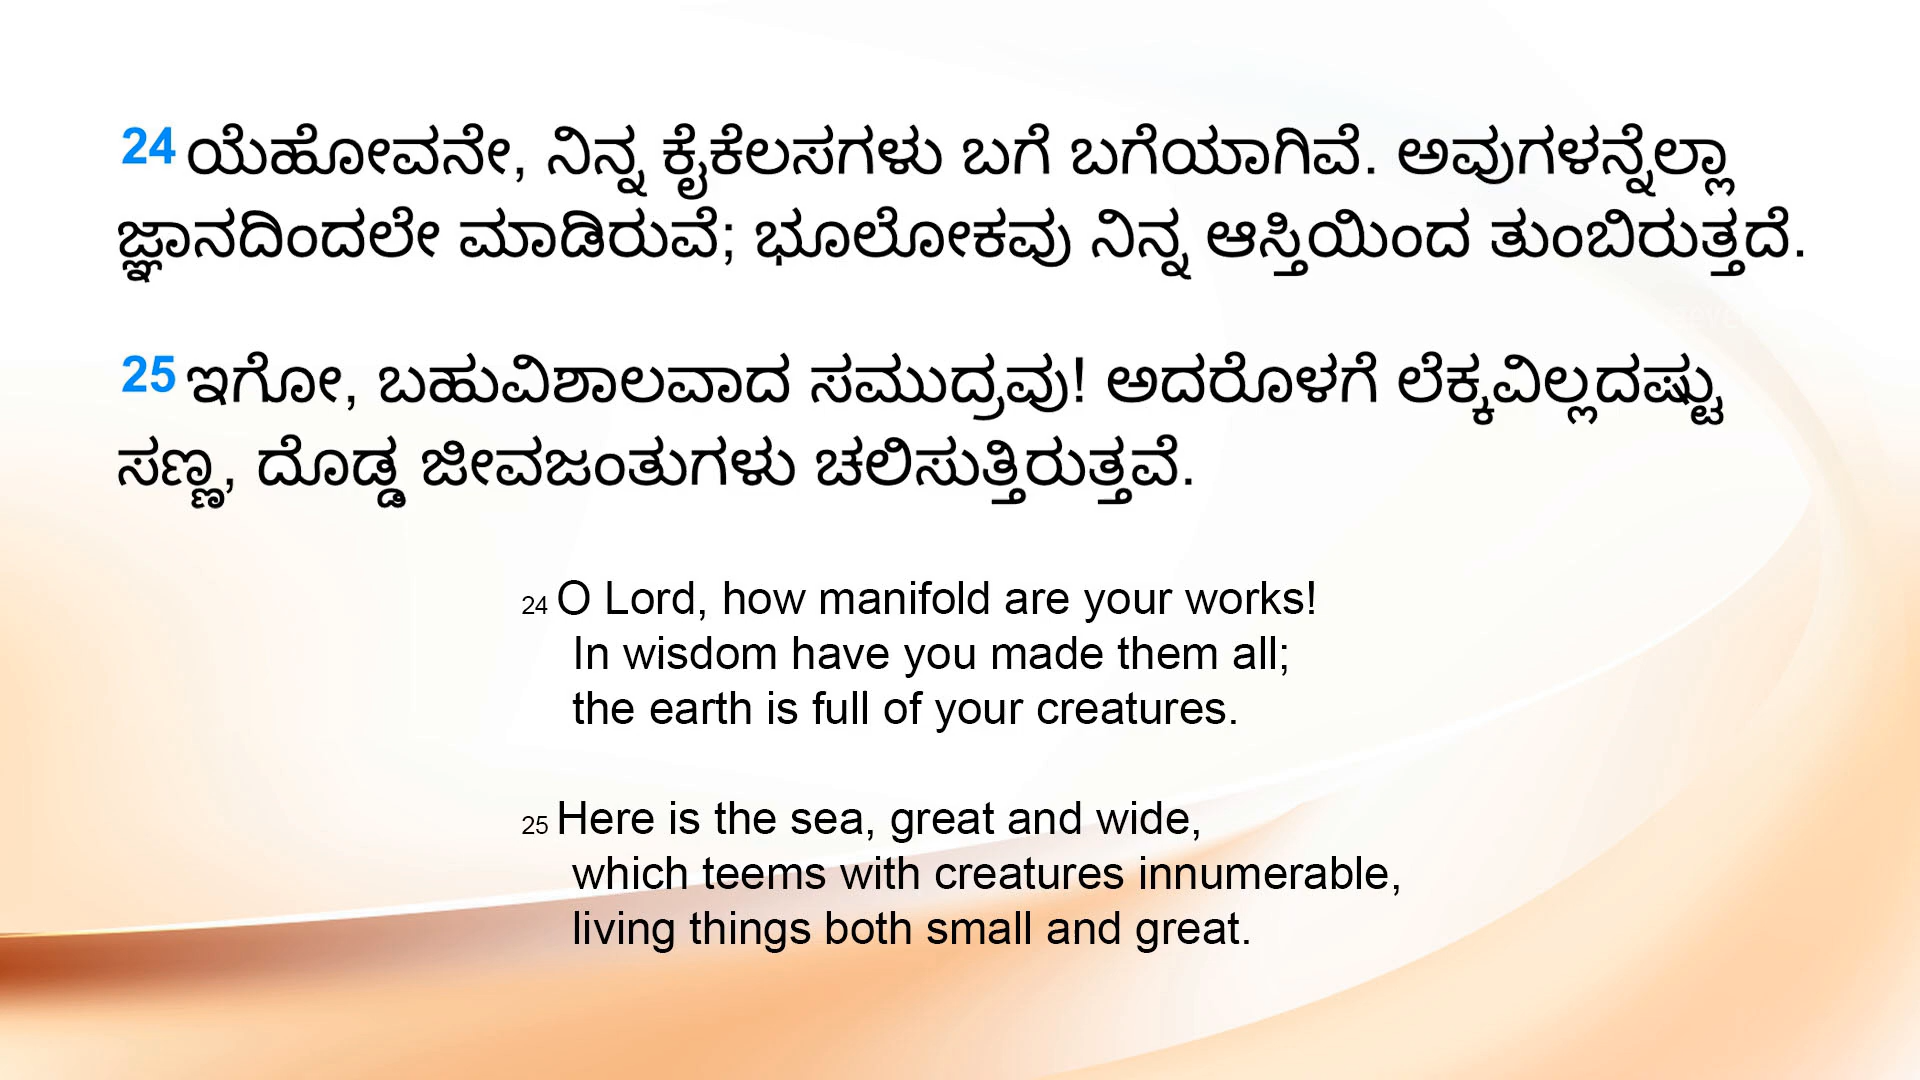 24 ಯೆಹೋವನೇ, ನಿನ್ನ ಕೈಕೆಲಸಗಳು ಬಗೆ ಬಗೆಯಾಗಿವೆ. ಅವುಗಳನ್ನೆಲ್ಲಾ
ಜ್ಞಾನದಿಂದಲೇ ಮಾಡಿರುವೆ; ಭೂಲೋಕವು ನಿನ್ನ ಆಸ್ತಿಯಿಂದ ತುಂಬಿರುತ್ತದೆ.
25 ಇಗೋ, ಬಹುವಿಶಾಲವಾದ ಸಮುದ್ರವು! ಅದರೊಳಗೆ ಲೆಕ್ಕವಿಲ್ಲದಷ್ಟು
ಸಣ್ಣ, ದೊಡ್ಡ ಜೀವಜಂತುಗಳು ಚಲಿಸುತ್ತಿರುತ್ತವೆ.
24 O Lord, how manifold are your works!
In wisdom have you made them all;
the earth is full of your creatures.
25 Here is the sea, great and wide,
which teems with creatures innumerable,
living things both small and great.